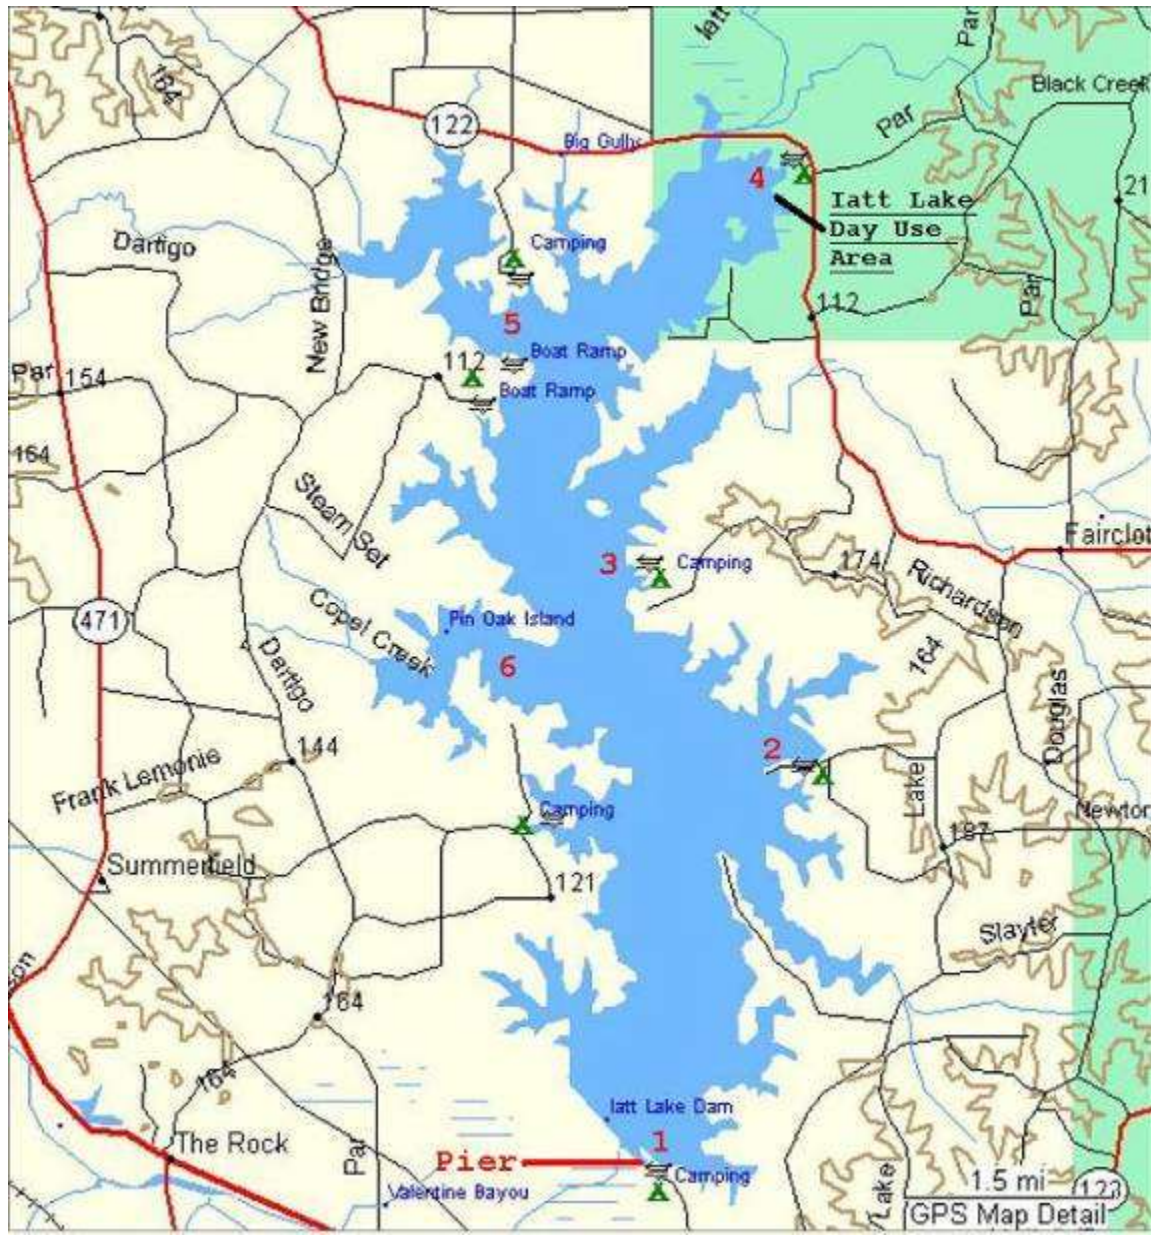 Iatt
Par
164
Black Creek
122
Big Gully
Par
4
21
Iatt Lake
Day Use
Area
Dartigo
Camping
New Bridge
Par
112
5
Boat Ramp
112
Par
154
Boat Ramp
164
Steam Set
3
Camping
174
Fairclot
Richardson
471
Copel Creek
Pin Oak Island
6
Dartigo
164
Douglas
2
144
Frank Lemonie
Lake
Newton
Camping
187
Summerfield
121
Slayter
son
164
164
Iatt Lake Dam
1
The Rock
Par
Pier
Camping
Valentine Bayou
Lake
1.5 mi
123
GPS Map Detail